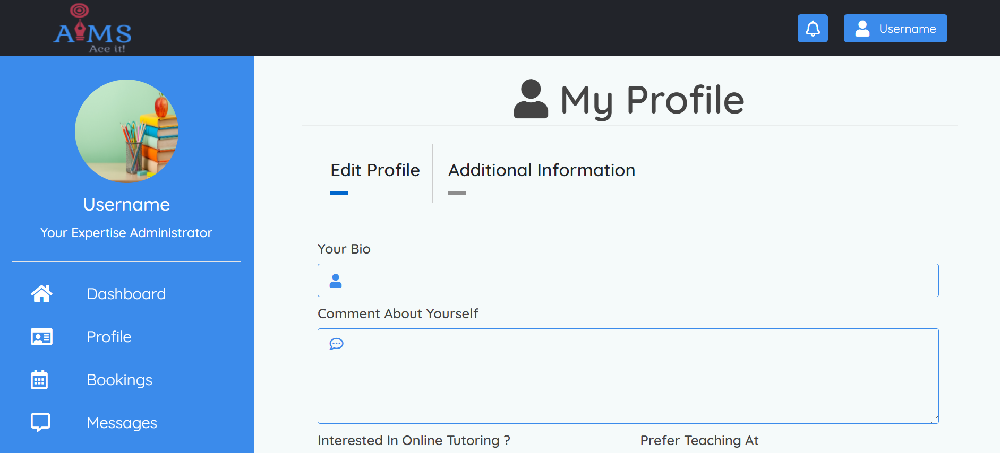 AIMS
Ace it!
Username
Username
Your Expertise Administrator
Dashboard
Profile
Bookings
Messages
My Profile
Edit Profile
Additional Information
Your Bio
Comment About Yourself
Interested In Online Tutoring ?
Prefer Teaching At